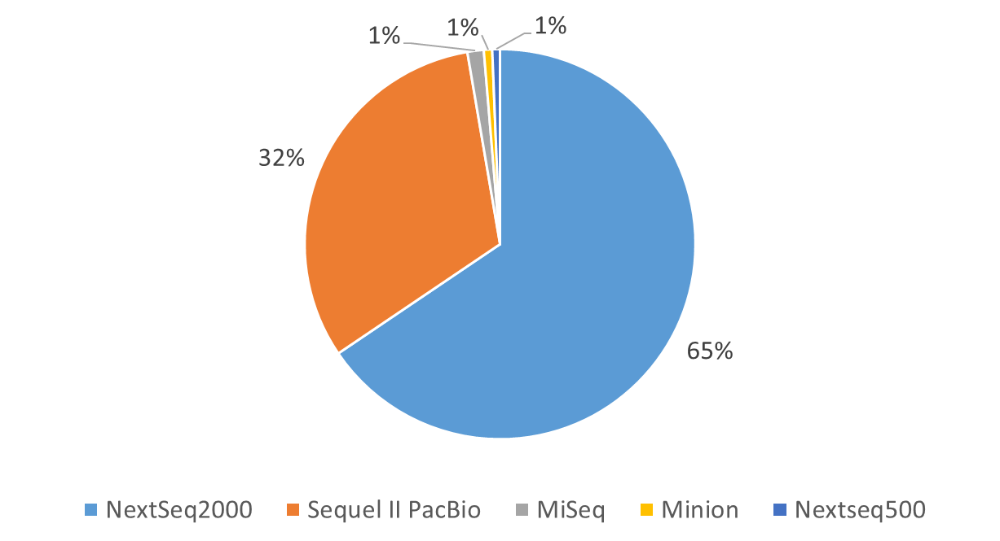 1% 1% 1%
32%
65%
NextSeq2000 Sequel II PacBio MiSeq Minion Nextseq500